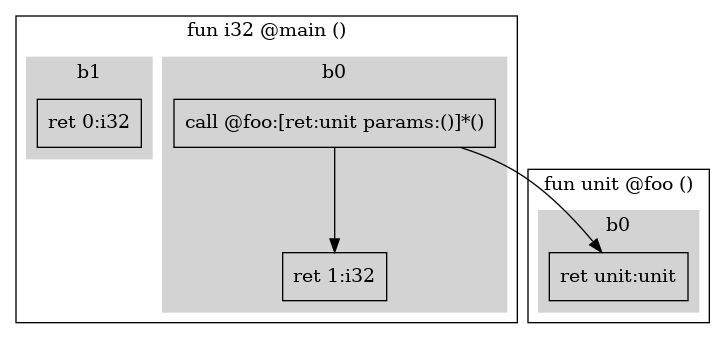 fun i32 @main ()
b1
b0
ret 0:i32
call @foo:[ret:unit params:()]*()
ret 1:i32
fun unit @foo ()
b0
ret unit:unit